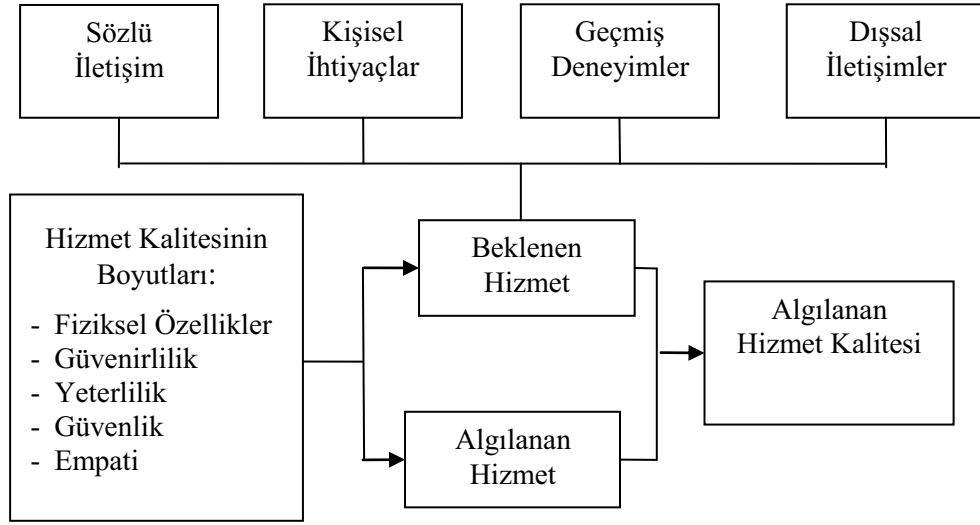 Sözlü
İletişim
Kişisel
İhtiyaçlar
Geçmiş
Deneyimler
Dışsal
İletişimler
Hizmet Kalitesinin
Boyutları:
- Fiziksel Özellikler
- Güvenirlilik
- Yeterlilik
- Güvenlik
- Empati
Beklenen
Hizmet
Algılanan
Hizmet
Algılanan
Hizmet Kalitesi